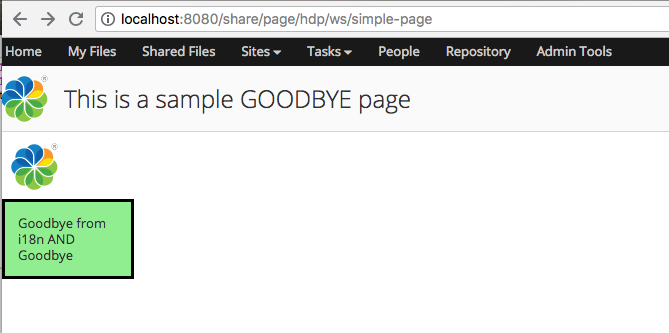 localhost:8080/share/page/hdp/ws/simple-page
Home My Files Shared Files Sites Tasks People Repository Admin Tools
This is a sample GOODBYE page
Goodbye from
i18n AND
Goodbye